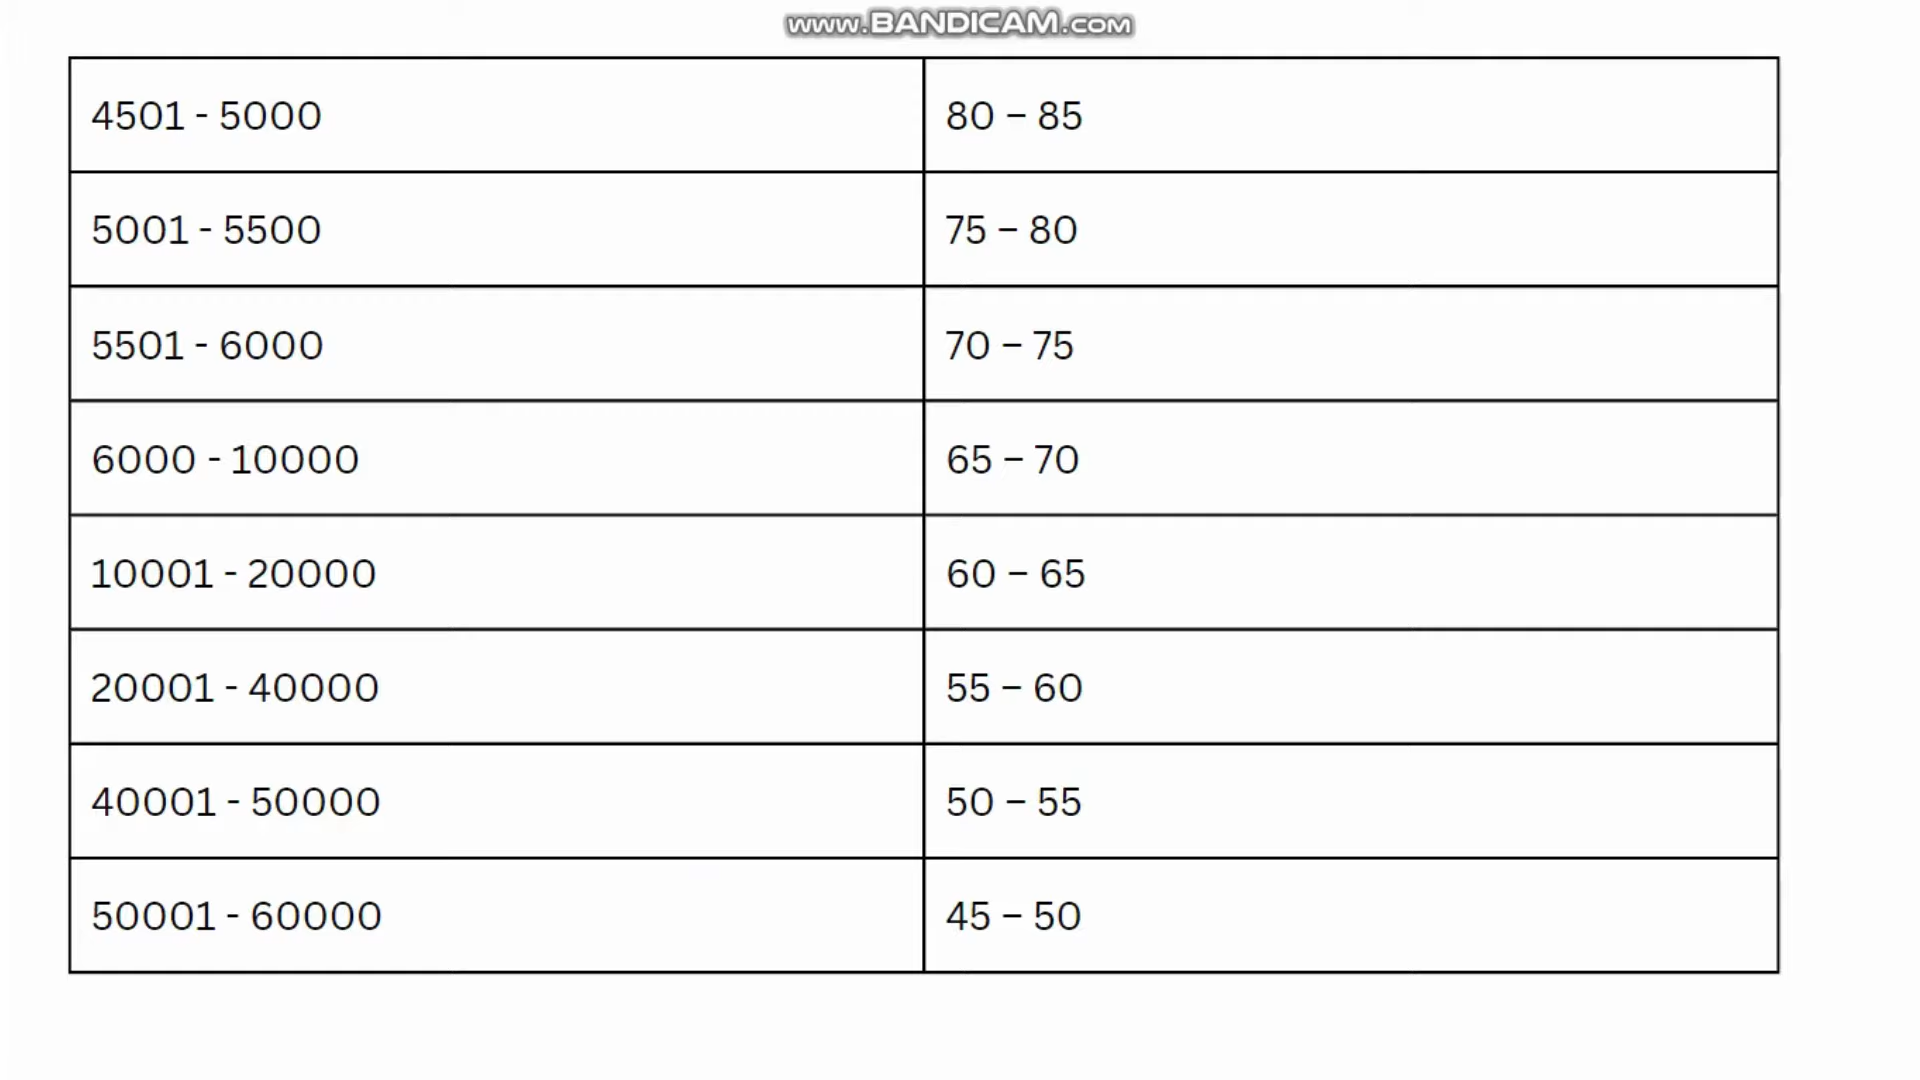 www.BANDICAM.com
4501 - 5000 80 – 85
5001 - 5500 75 – 80
5501 - 6000 70 – 75
6000 - 10000 65 – 70
10001 - 20000 60 – 65
20001 - 40000 55 – 60
40001 - 50000 50 – 55
50001 - 60000 45 – 50